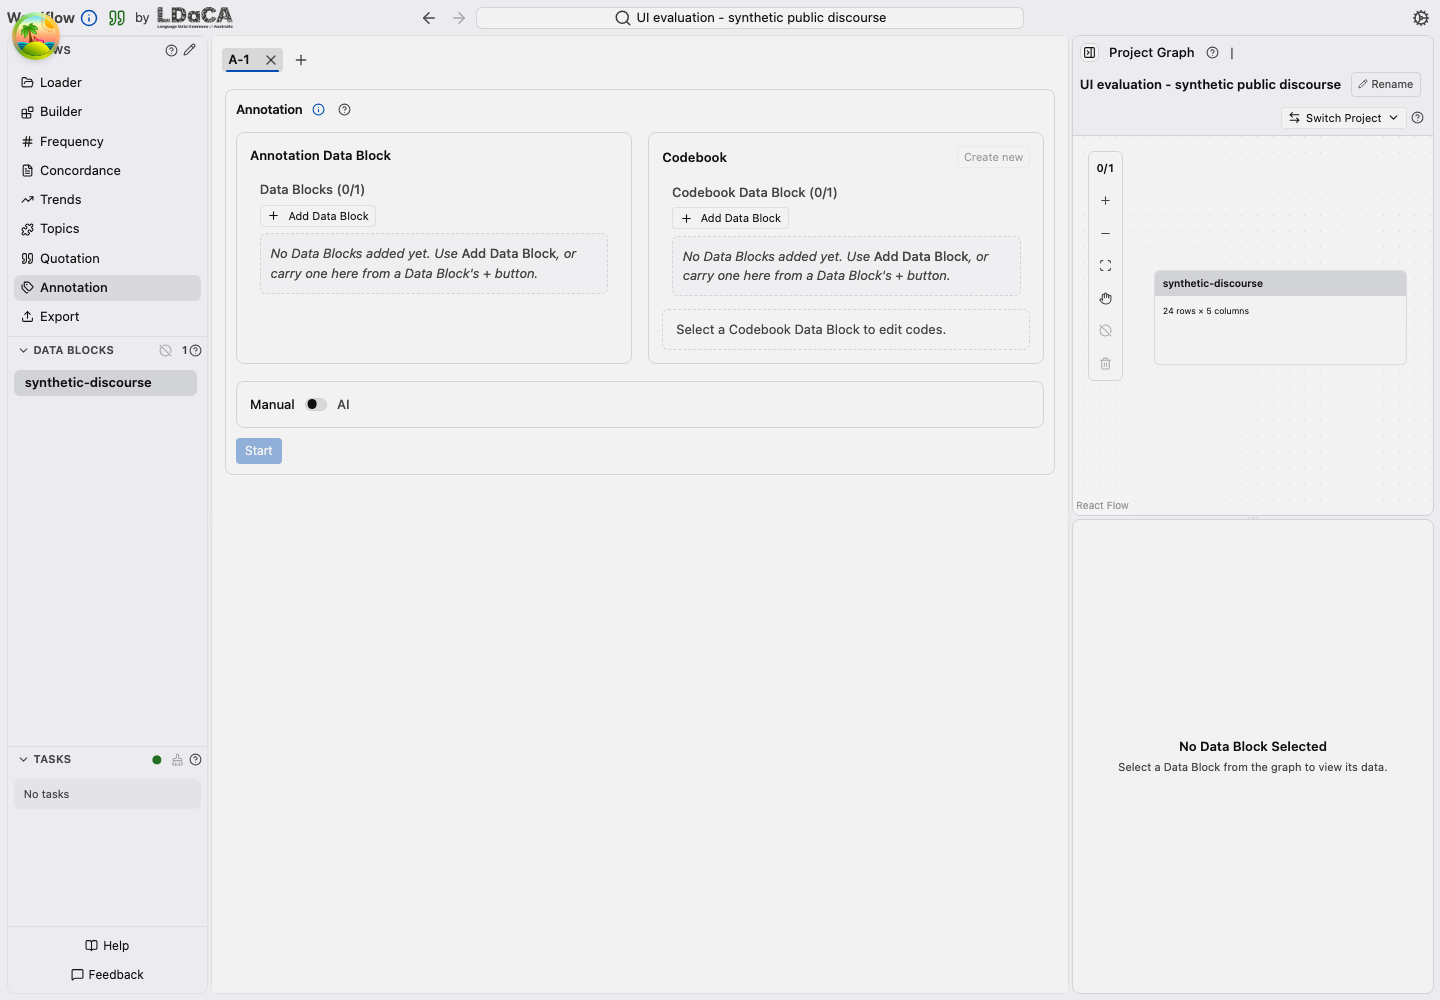 by LDaCA
Language Data Commons of Australia
UI evaluation - synthetic public discourse
Loader
Builder
Frequency
Concordance
Trends
Topics
Quotation
Annotation
Export
DATA BLOCKS 1
synthetic-discourse
TASKS
No tasks
Help
Feedback
A-1
Annotation
Annotation Data Block
Data Blocks (0/1)
+ Add Data Block
No Data Blocks added yet. Use Add Data Block, or
carry one here from a Data Block's + button.
Codebook
Create new
Codebook Data Block (0/1)
+ Add Data Block
No Data Blocks added yet. Use Add Data Block, or
carry one here from a Data Block's + button.
Select a Codebook Data Block to edit codes.
Manual AI
Start
Project Graph
UI evaluation - synthetic public discourse
Rename
Switch Project
0/1
synthetic-discourse
24 rows × 5 columns
React Flow
No Data Block Selected
Select a Data Block from the graph to view its data.